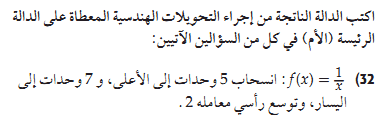 اكتب الدالة الناتجة من إجراء التحويلات الهندسية المعطاة على الدالة
الرئيسة (الأم) في كل من السؤالين الآتيين:
32) f(x) = 1/x : انسحاب 5 وحدات إلى الأعلى، و 7 وحدات إلى
اليسار، وتوسع رأسي معامله 2 .